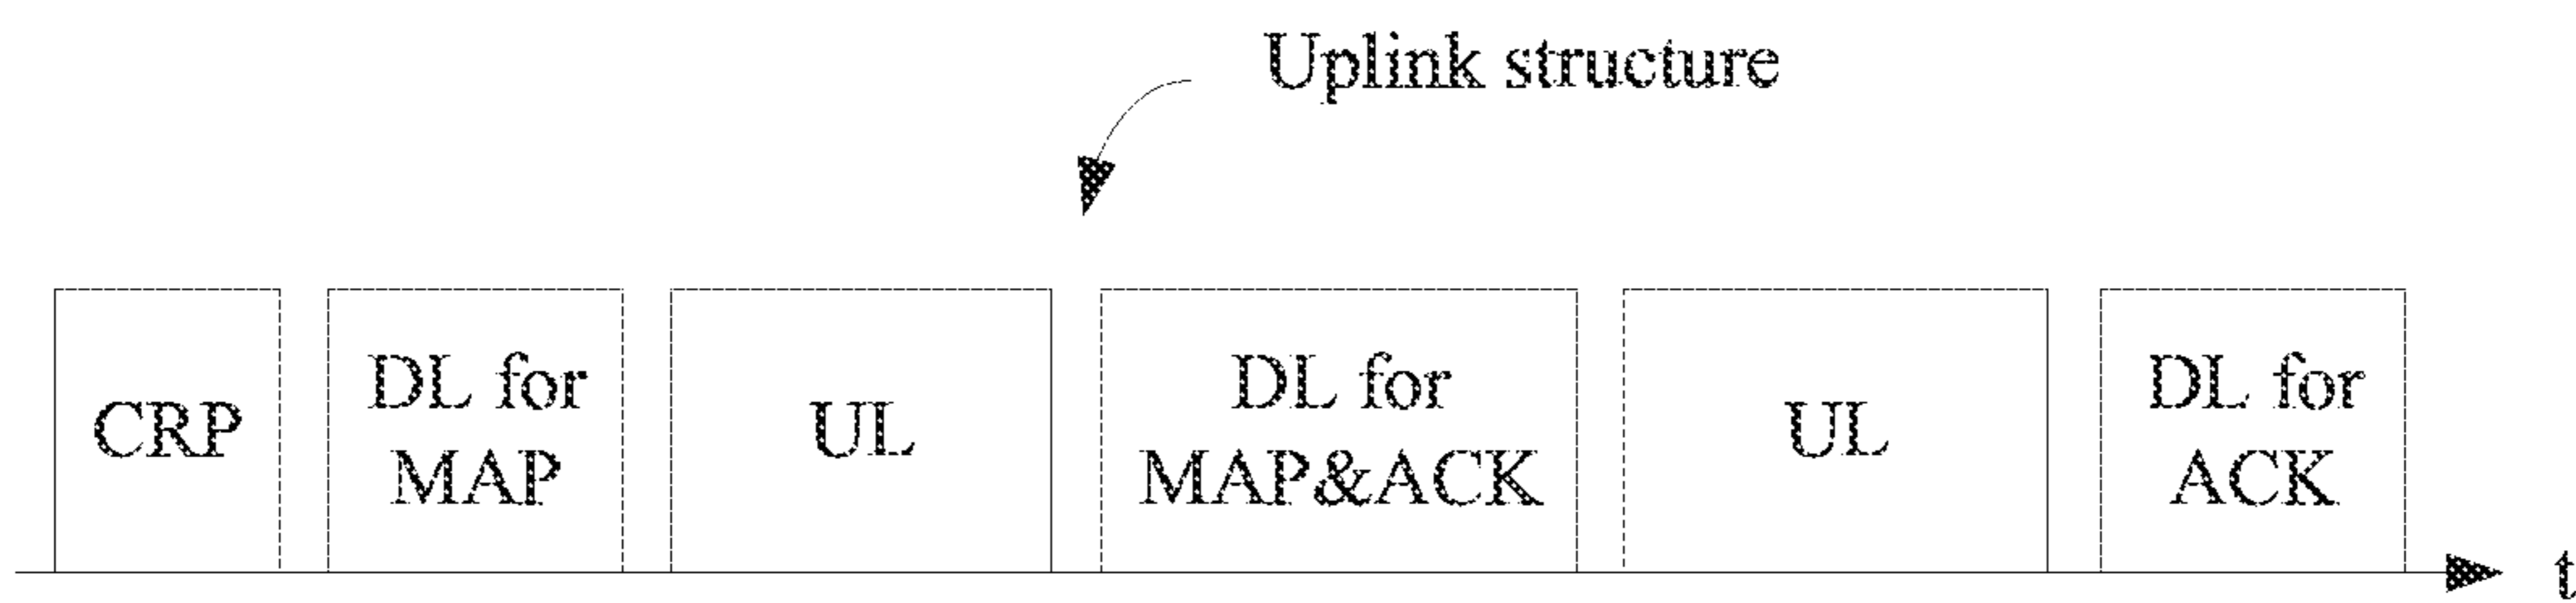 Uplink structure
CRP
DL for
MAP
UL
DL for
MAP&ACK
UL
DL for
ACK
t